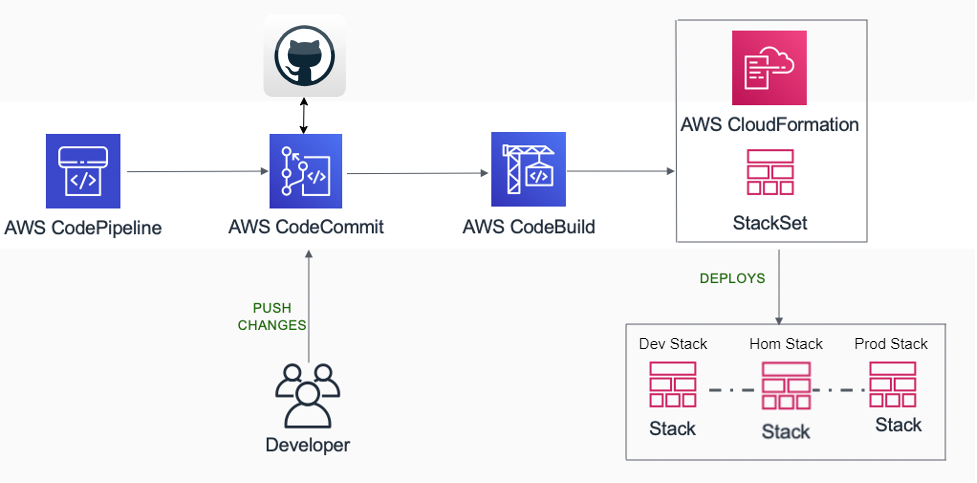 AWS CloudFormation
StackSet
AWS CodePipeline
AWS CodeCommit
AWS CodeBuild
DEPLOYS
PUSH
CHANGES
Developer
Dev Stack
Hom Stack
Prod Stack
Stack
Stack
Stack